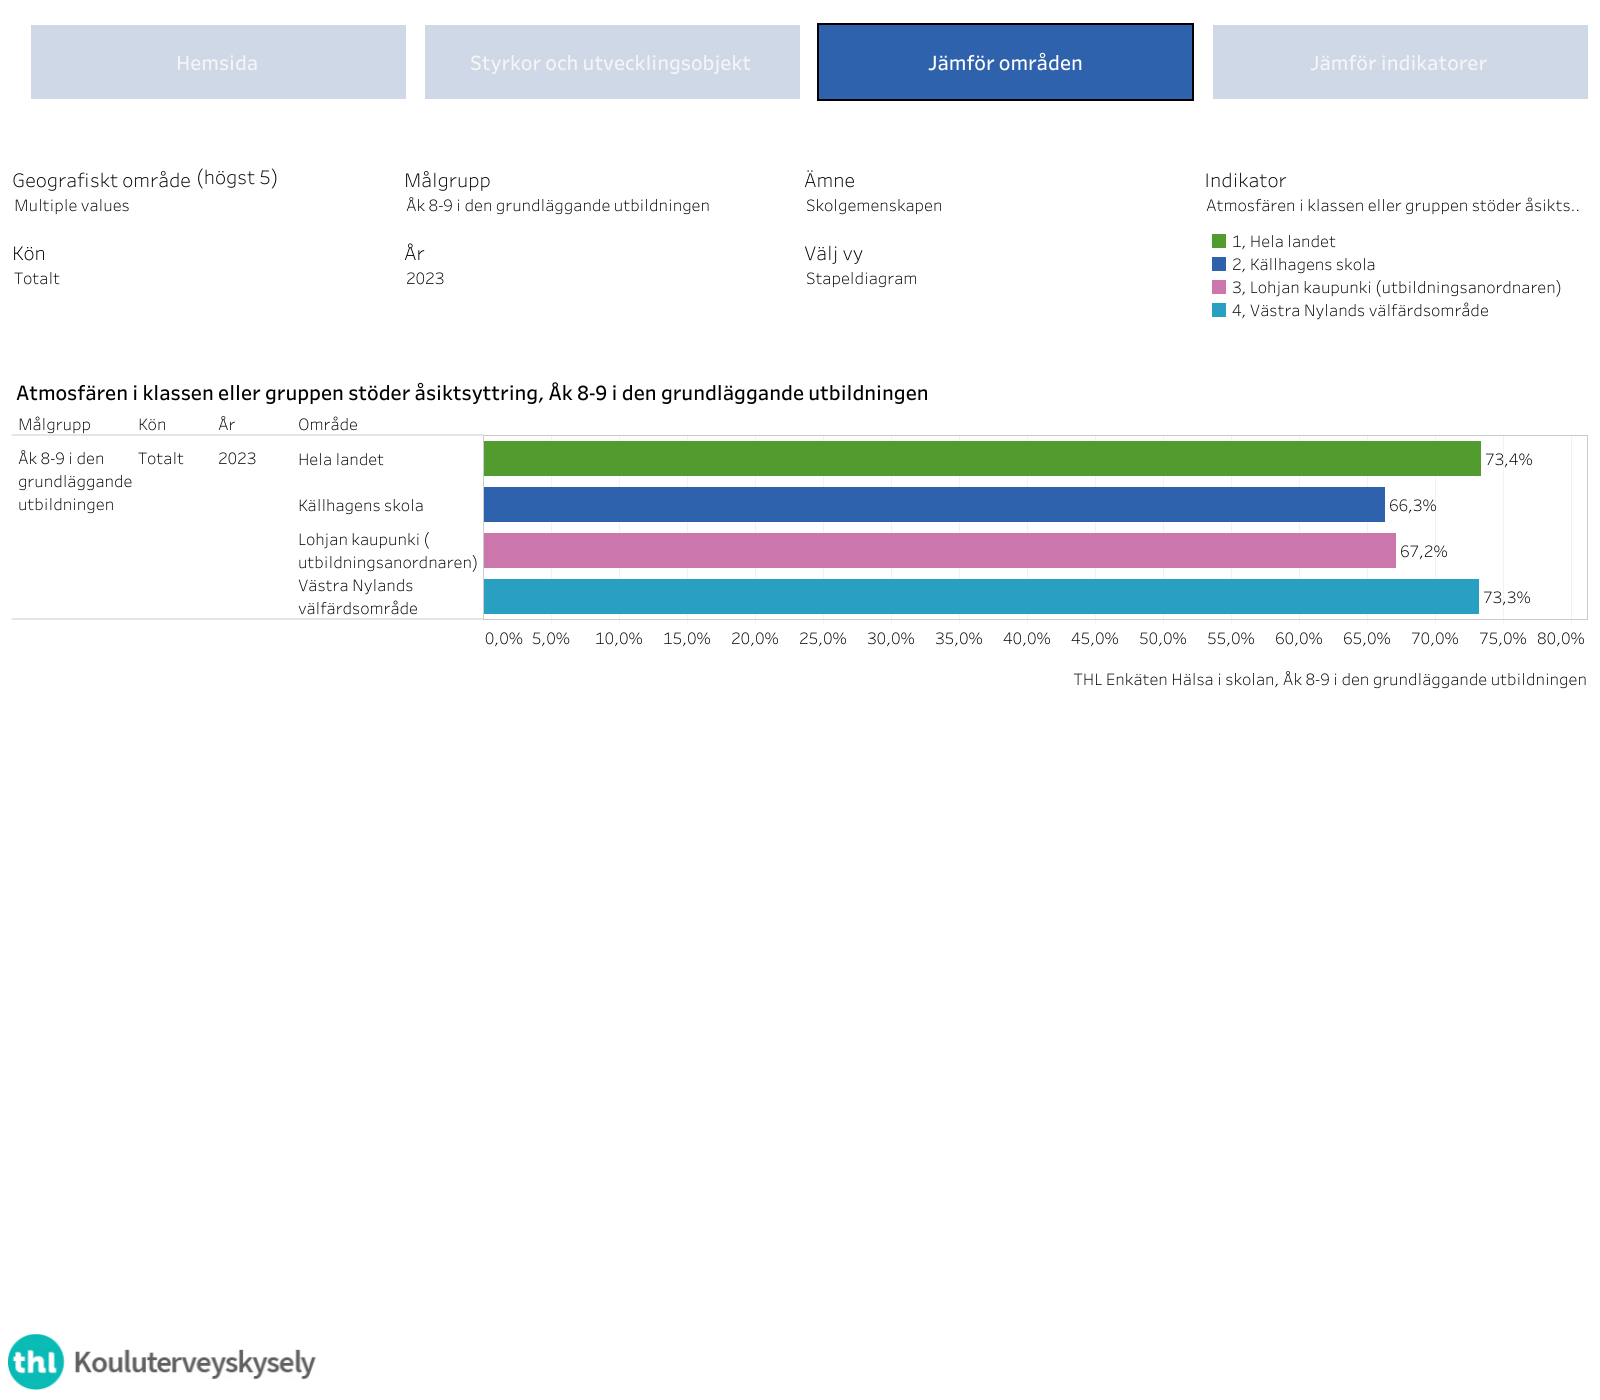 Hemsida
Styrkor och utvecklingsobjekt
Jämför områden
Jämför indikatorer
Geografiskt område (högst 5)
Multiple values
Målgrupp
Åk 8-9 i den grundläggande utbildningen
Ämne
Skolgemenskapen
Indikator
Atmosfären i klassen eller gruppen stöder åsikts..
Kön
Totalt
År
2023
Välj vy
Stapeldiagram
1, Hela landet
2, Källhagens skola
3, Lohjan kaupunki (utbildningsanordnaren)
4, Västra Nylands välfärdsområde
Atmosfären i klassen eller gruppen stöder åsiktsyttring, Åk 8-9 i den grundläggande utbildningen
Målgrupp Kön År Område
Åk 8-9 i den
grundläggande
utbildningen
Totalt
2023
Hela landet
73,4%
Källhagens skola
66,3%
Lohjan kaupunki (
utbildningsanordnaren)
67,2%
Västra Nylands
välfärdsområde
73,3%
0,0% 5,0% 10,0% 15,0% 20,0% 25,0% 30,0% 35,0% 40,0% 45,0% 50,0% 55,0% 60,0% 65,0% 70,0% 75,0% 80,0%
THL Enkäten Hälsa i skolan, Åk 8-9 i den grundläggande utbildningen
thl Kouluterveyskysely